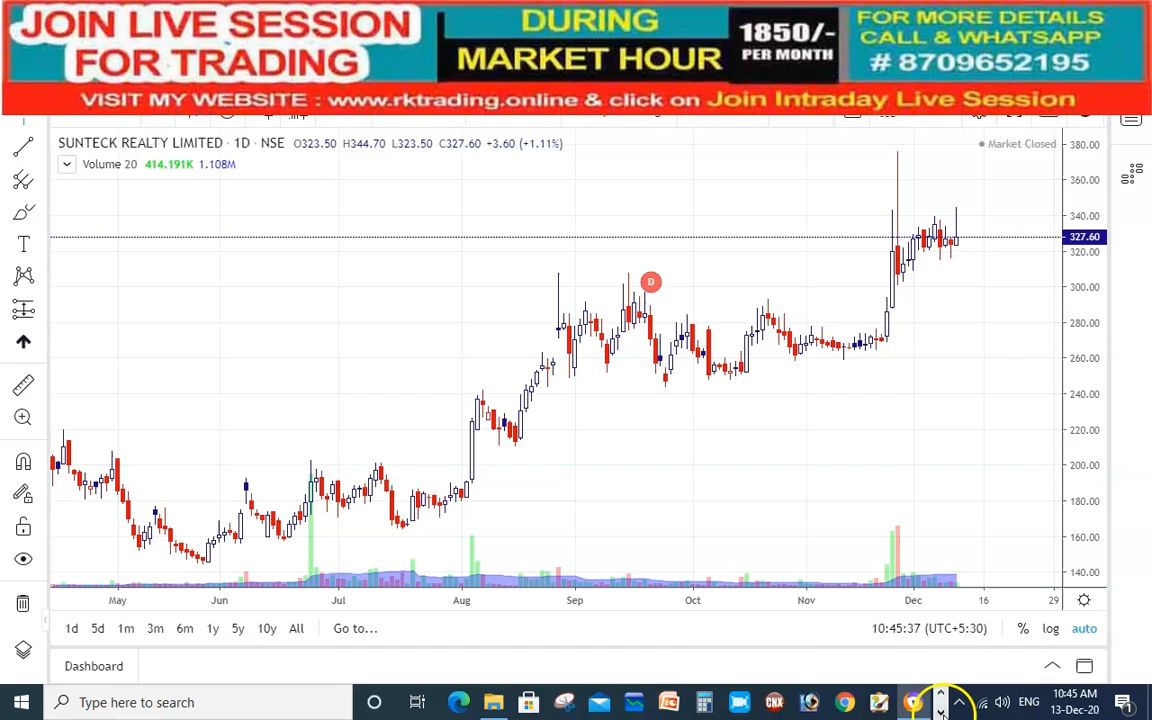 JOIN LIVE SESSION
FOR TRADING
DURING
MARKET HOUR
1850/-
PER MONTH
FOR MORE DETAILS
CALL & WHATSAPP
# 8709652195
VISIT MY WEBSITE : www.rktrading.online & click on Join Intraday Live Session
SUNTECK REALTY LIMITED · 1D · NSE O323.50 H344.70 L323.50 C327.60 +3.60 (+1.11%)
Market Closed
Volume 20 414.191K 1.108M
380.00
360.00
340.00
327.60
320.00
300.00
280.00
260.00
240.00
220.00
200.00
180.00
160.00
140.00
D
May Jun Jul Aug Sep Oct Nov Dec 16 29
1d 5d 1m 3m 6m 1y 5y 10y All Go to... 10:45:37 (UTC+5:30) % log auto
Dashboard
Type here to search
CNX
ENG
10:45 AM
13-Dec-20
1